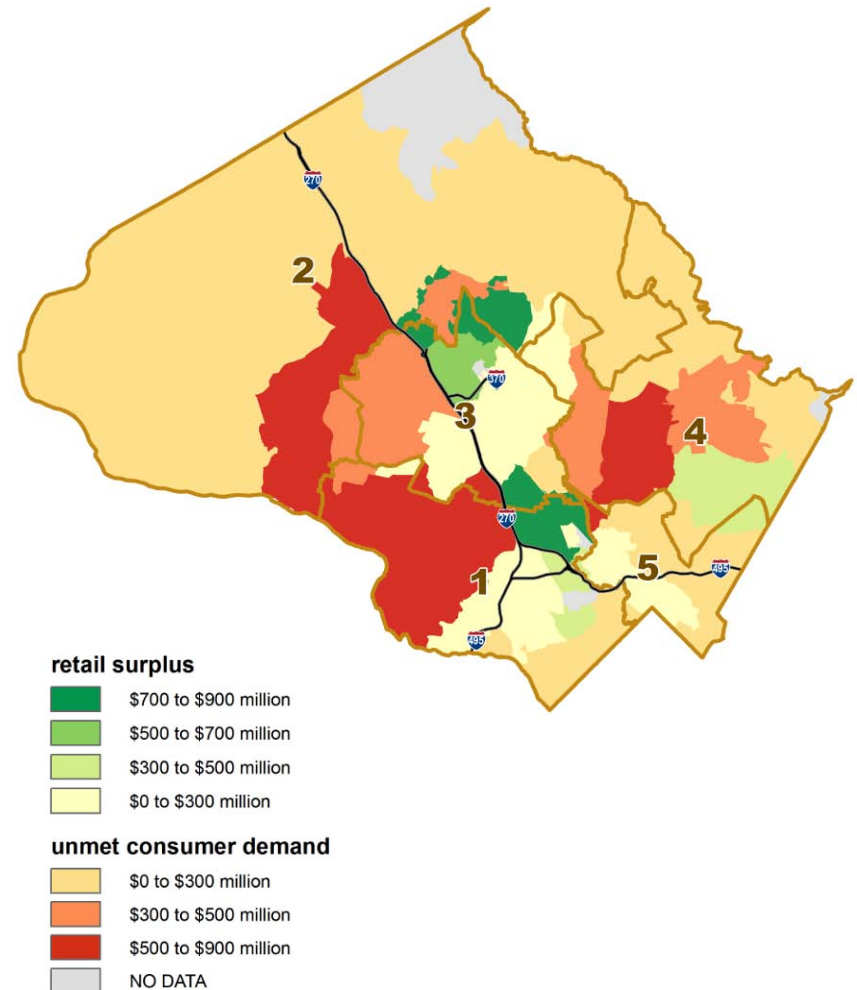 270
2
370
3
4
270
1
5
495
495
retail surplus
$700 to $900 million
$500 to $700 million
$300 to $500 million
$0 to $300 million
unmet consumer demand
$0 to $300 million
$300 to $500 million
$500 to $900 million
NO DATA